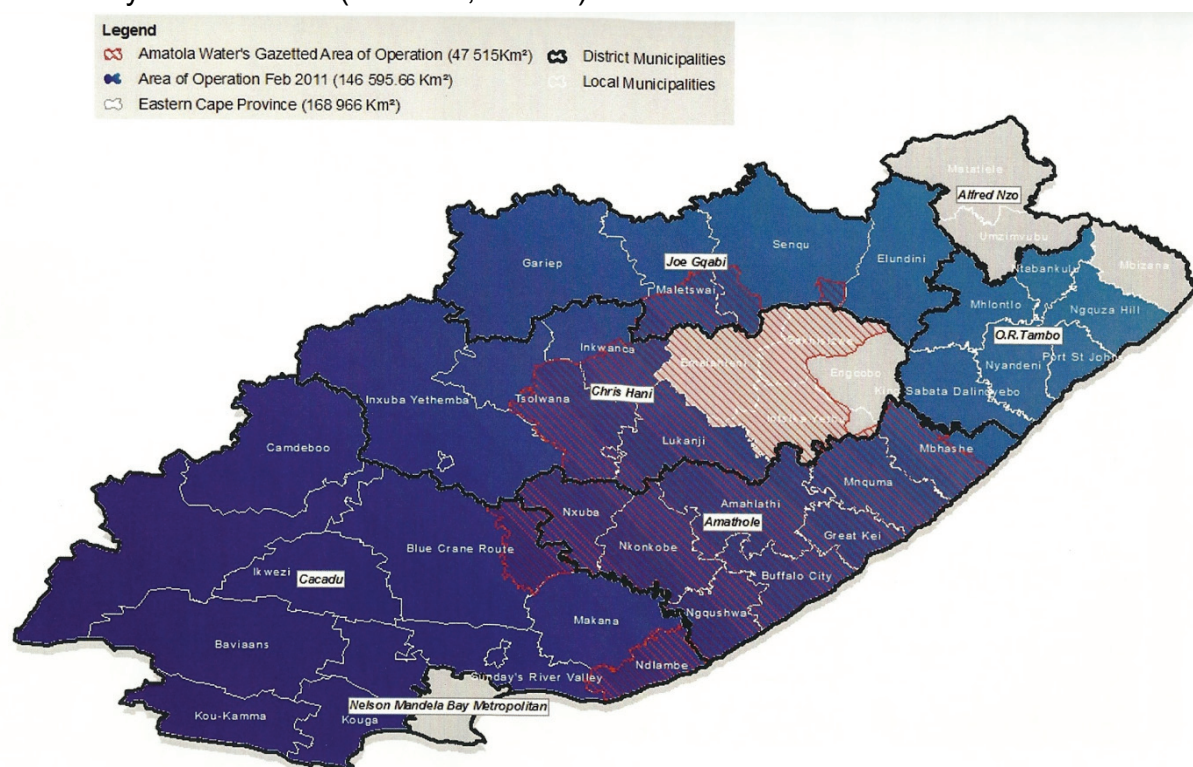 Legend
Amatola Water's Gazetted Area of Operation (47 515Km²)
District Municipalities
Area of Operation Feb 2011 (146 595.66 Km²)
Local Municipalities
Eastern Cape Province (168 966 Km²)
Matatiele
Alfred Nzo
Umzimvubu
Senqu
Elundini
Gariep
Joe Gqabi
Mbizana
Ntabankulu
Maletswai
Mhlontlo
Ngquza Hill
O.R.Tambo
Inkwanca
Port St Johns
Nyandeni
Engcobo
King Sabata Dalindyebo
Chris Hani
Tsolwana
Inxuba Yethemba
Lukanji
Camdeboo
Mbhashe
Mnquma
Amahlathi
Nxuba
Amathole
Great Kei
Nkonkobe
Blue Crane Route
Ikwezi
Cacadu
Buffalo City
Ngqushwa
Makana
Baviaans
Ndlambe
Sunday's River Valley
Nelson Mandela Bay Metropolitan
Kou-Kamma
Kouga